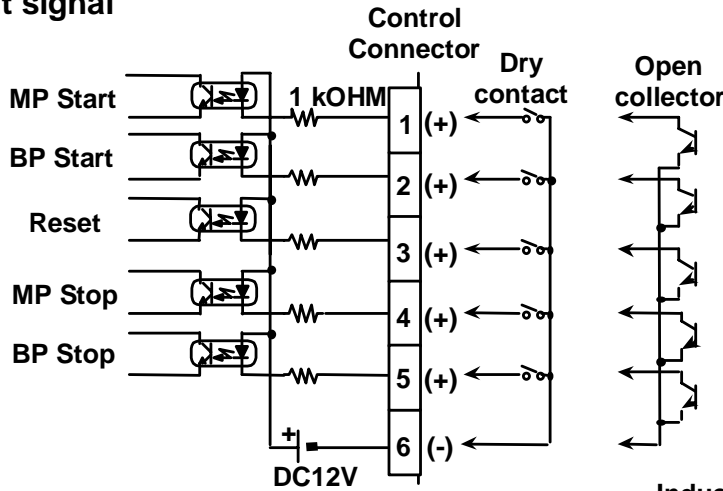 t signal
Control
Connector
Dry
contact
Open
collector
MP Start
1 kOHM
1 (+)
BP Start
2 (+)
Reset
3 (+)
MP Stop
4 (+)
BP Stop
5 (+)
+
6 (-)
DC12V
Indus